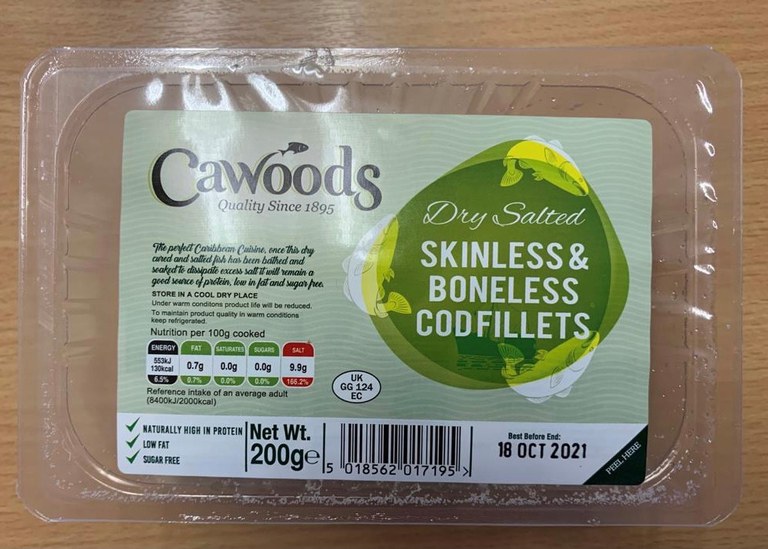 Cawoods
Quality Since 1895
The perfect Caribbean Cuisine, once this dry
cured and salted fish has been bathed and
soaked to dissipate excess salt it will remain a
good source of protein, low in fat and sugar free.
STORE IN A COOL DRY PLACE
Under warm conditons product life will be reduced.
To maintain product quality in warm conditions
keep refrigerated.
Nutrition per 100g cooked
ENERGY FAT SATURATES SUGARS SALT
553kJ
130kcal 0.7g 0.0g 0.0g 9.9g
6.5% 0.7% 0.0% 0.0% 166.2%
Reference intake of an average adult
(8400kJ/2000kcal)
UK
GG 124
EC
Dry Salted
SKINLESS &
BONELESS
COD FILLETS
NATURALLY HIGH IN PROTEIN
LOW FAT
SUGAR FREE
Net Wt.
200g e
5 018562 017195 >
Best Before End:
18 OCT 2021
PEEL HERE